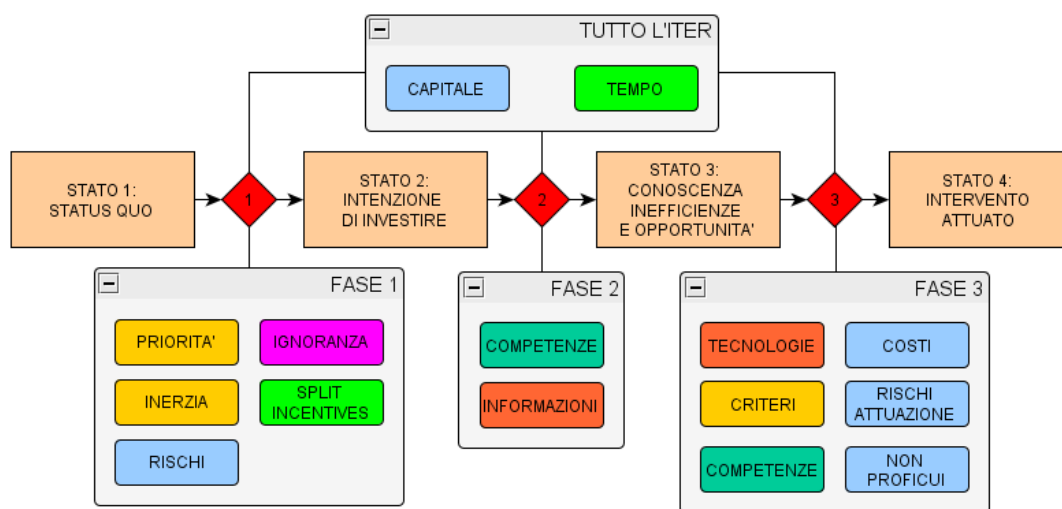 TUTTO L'ITER
CAPITALE
TEMPO
STATO 1:
STATUS QUO
1
STATO 2:
INTENZIONE
DI INVESTIRE
2
STATO 3:
CONOSCENZA
INEFFICIENZE
E OPPORTUNITA'
3
STATO 4:
INTERVENTO
ATTUATO
FASE 1
PRIORITA'
IGNORANZA
INERZIA
SPLIT
INCENTIVES
RISCHI
FASE 2
COMPETENZE
INFORMAZIONI
FASE 3
TECNOLOGIE
COSTI
CRITERI
RISCHI
ATTUAZIONE
COMPETENZE
NON
PROFICUI